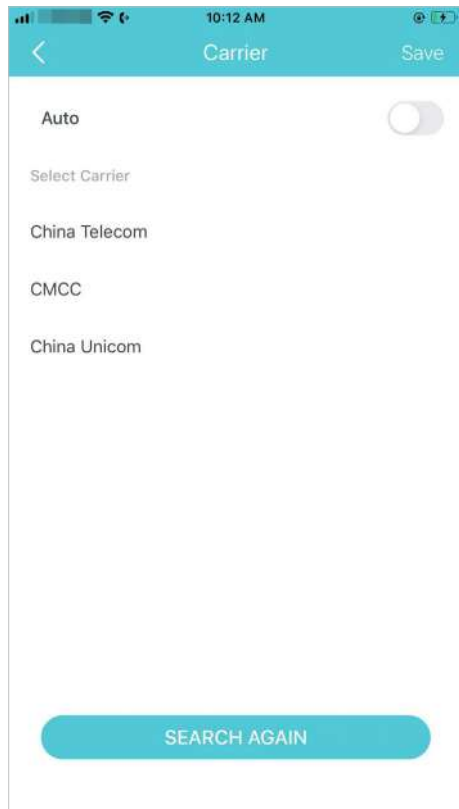 10:12 AM
Carrier
Save
Auto
Select Carrier
China Telecom
CMCC
China Unicom
SEARCH AGAIN